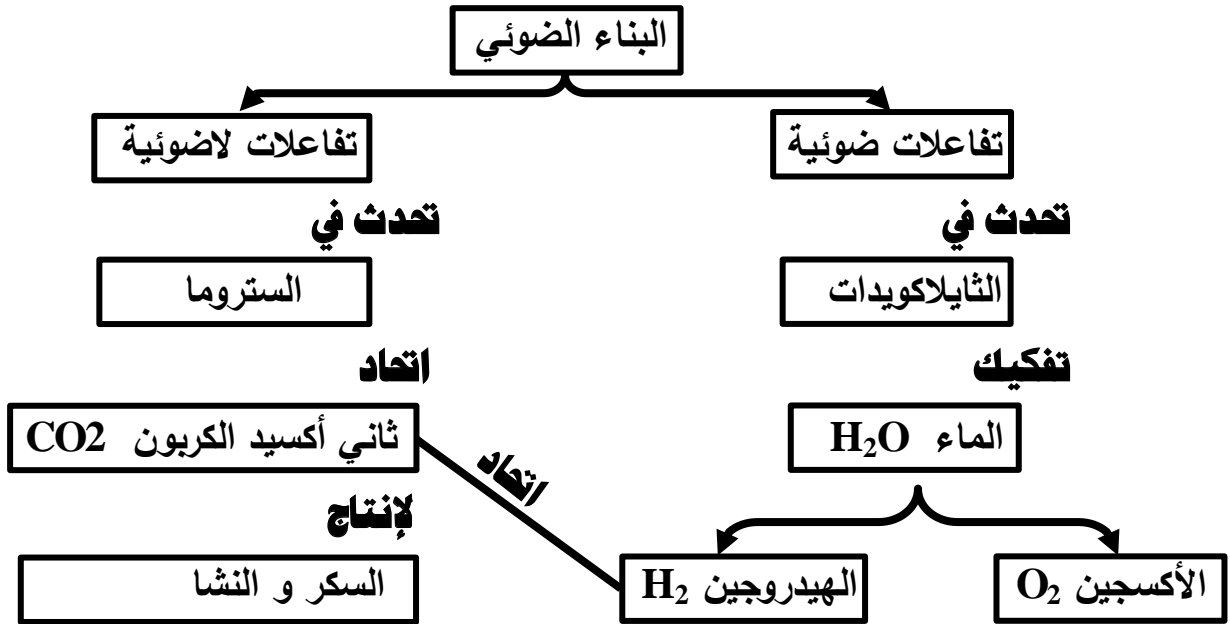 البناء الضوئي
تفاعلات ضوئية
تفاعلات لاضوئية
تحدث في
تحدث في
الثايلاكويدات
الستروما
تفكيك
اتحاد
الماء H₂O
ثاني أكسيد الكربون CO2
اتحاد
لإنتاج
الأكسجين O₂
الهيدروجين H₂
السكر و النشا